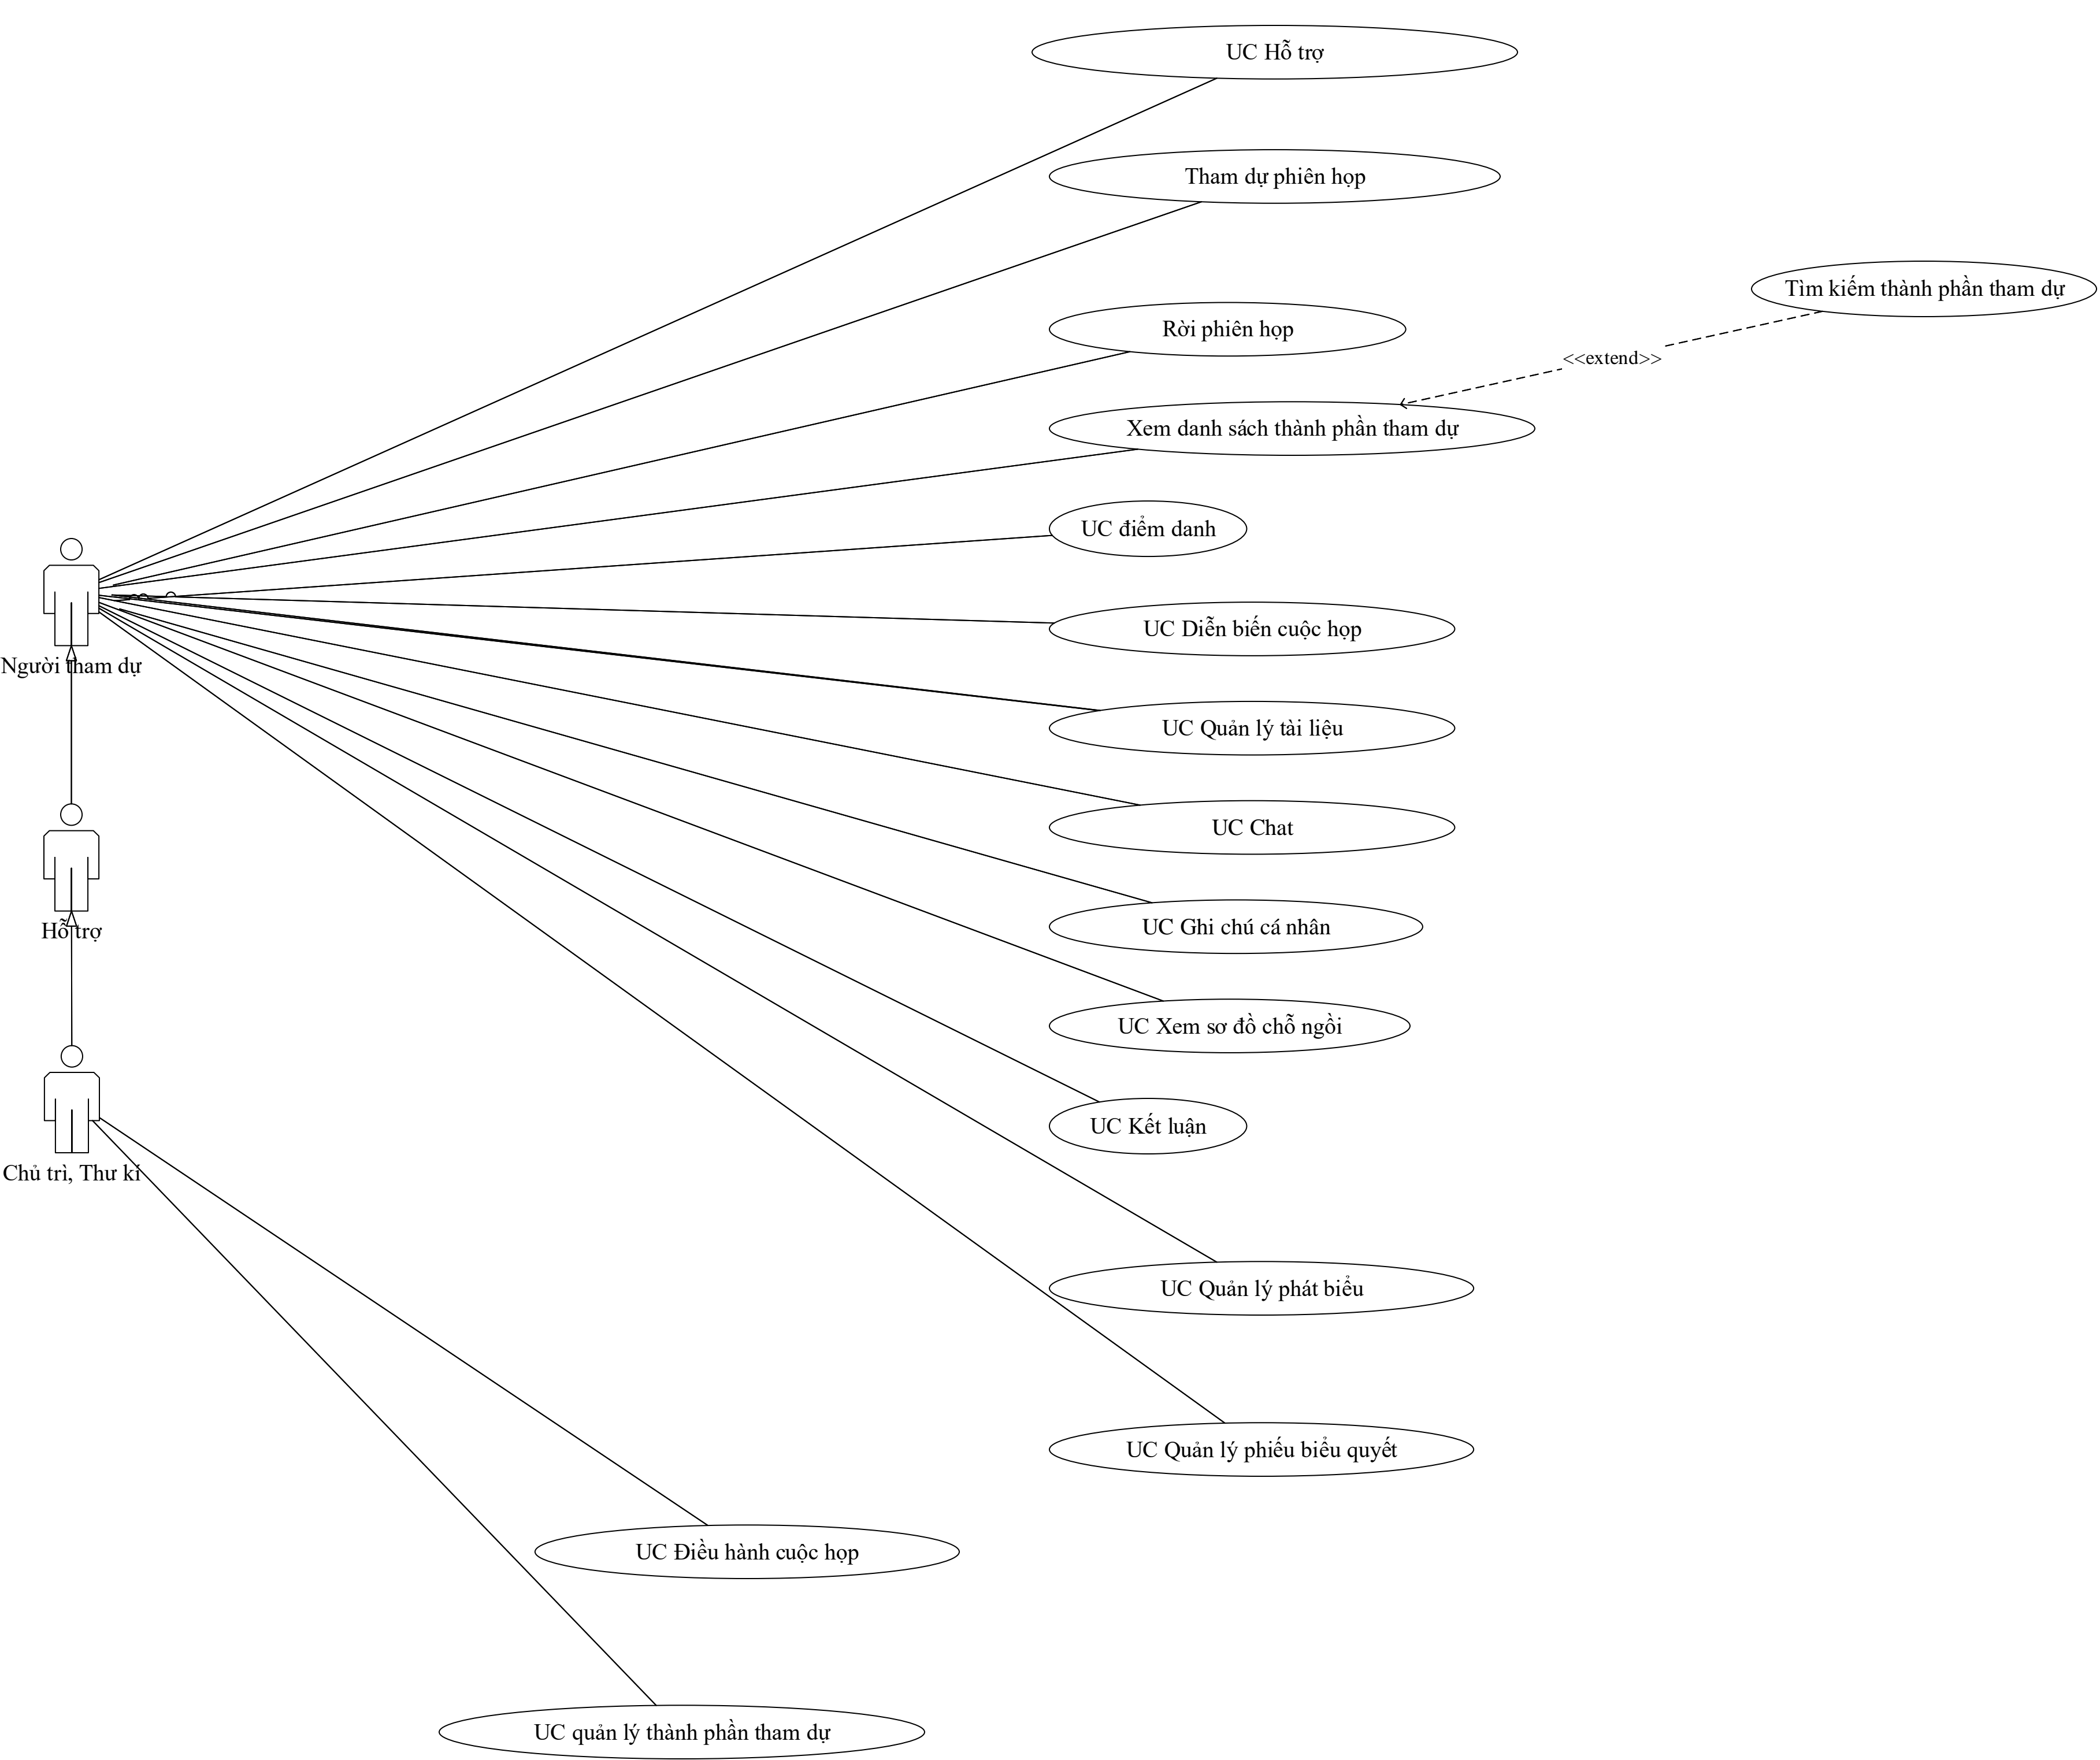 UC Hỗ trợ
Tham dự phiên họp
Tìm kiếm thành phần tham dự
Rời phiên họp
<<extend>>
Xem danh sách thành phần tham dự
UC điểm danh
UC Diễn biến cuộc họp
Người tham dự
UC Quản lý tài liệu
UC Chat
UC Ghi chú cá nhân
Hỗ trợ
UC Xem sơ đồ chỗ ngồi
UC Kết luận
Chủ trì, Thư kí
UC Quản lý phát biểu
UC Quản lý phiếu biểu quyết
UC Điều hành cuộc họp
UC quản lý thành phần tham dự